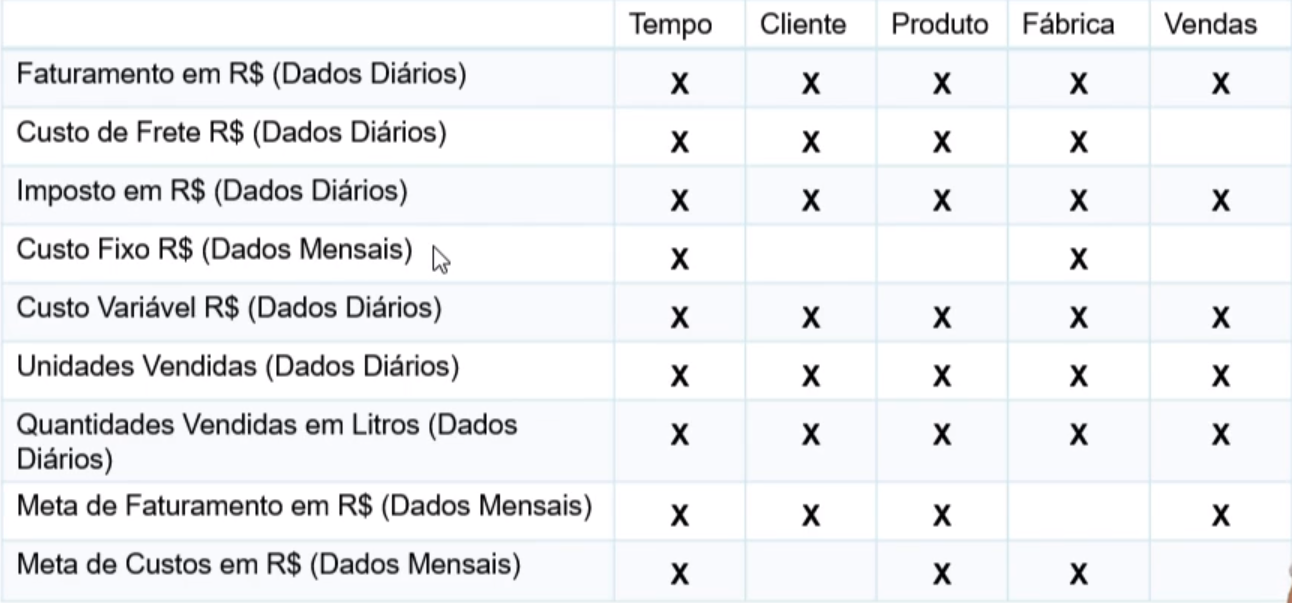 Tempo Cliente Produto Fábrica Vendas
Faturamento em R$ (Dados Diários) X X X X X
Custo de Frete R$ (Dados Diários) X X X X
Imposto em R$ (Dados Diários) X X X X X
Custo Fixo R$ (Dados Mensais) X X
Custo Variável R$ (Dados Diários) X X X X X
Unidades Vendidas (Dados Diários) X X X X X
Quantidades Vendidas em Litros (Dados X X X X X
Diários)
Meta de Faturamento em R$ (Dados Mensais) X X X X
Meta de Custos em R$ (Dados Mensais) X X X